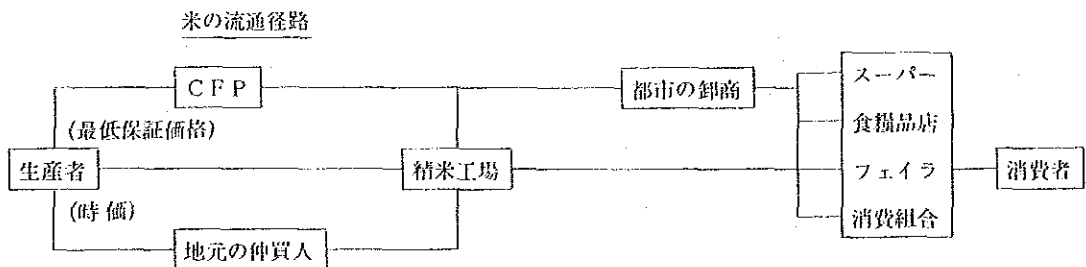 米の流通径路
CFP
都市の卸商
スーパー
(最低保証価格)
食糧品店
生産者
精米工場
フェイラ
消費者
(時価)
消費組合
地元の仲買人